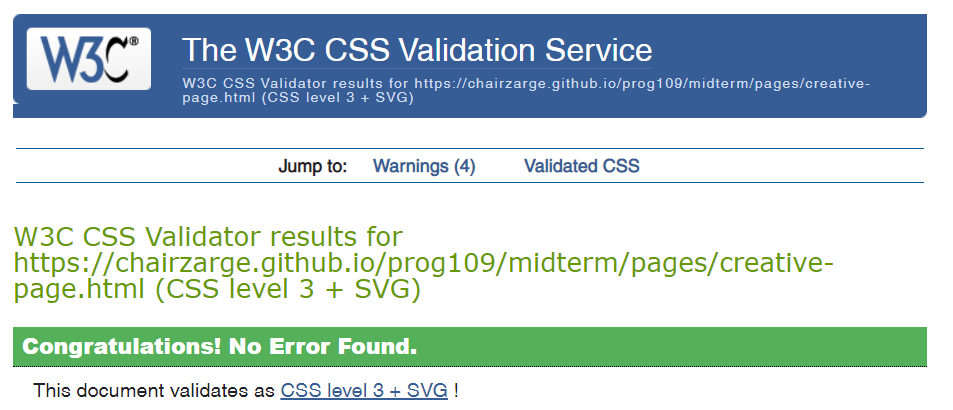 W3C®
The W3C CSS Validation Service
W3C CSS Validator results for https://chairzarge.github.io/prog109/midterm/pages/creative-
page.html (CSS level 3 + SVG)
Jump to: Warnings (4) Validated CSS
W3C CSS Validator results for
https://chairzarge.github.io/prog109/midterm/pages/creative-
page.html (CSS level 3 + SVG)
Congratulations! No Error Found.
This document validates as CSS level 3 + SVG !